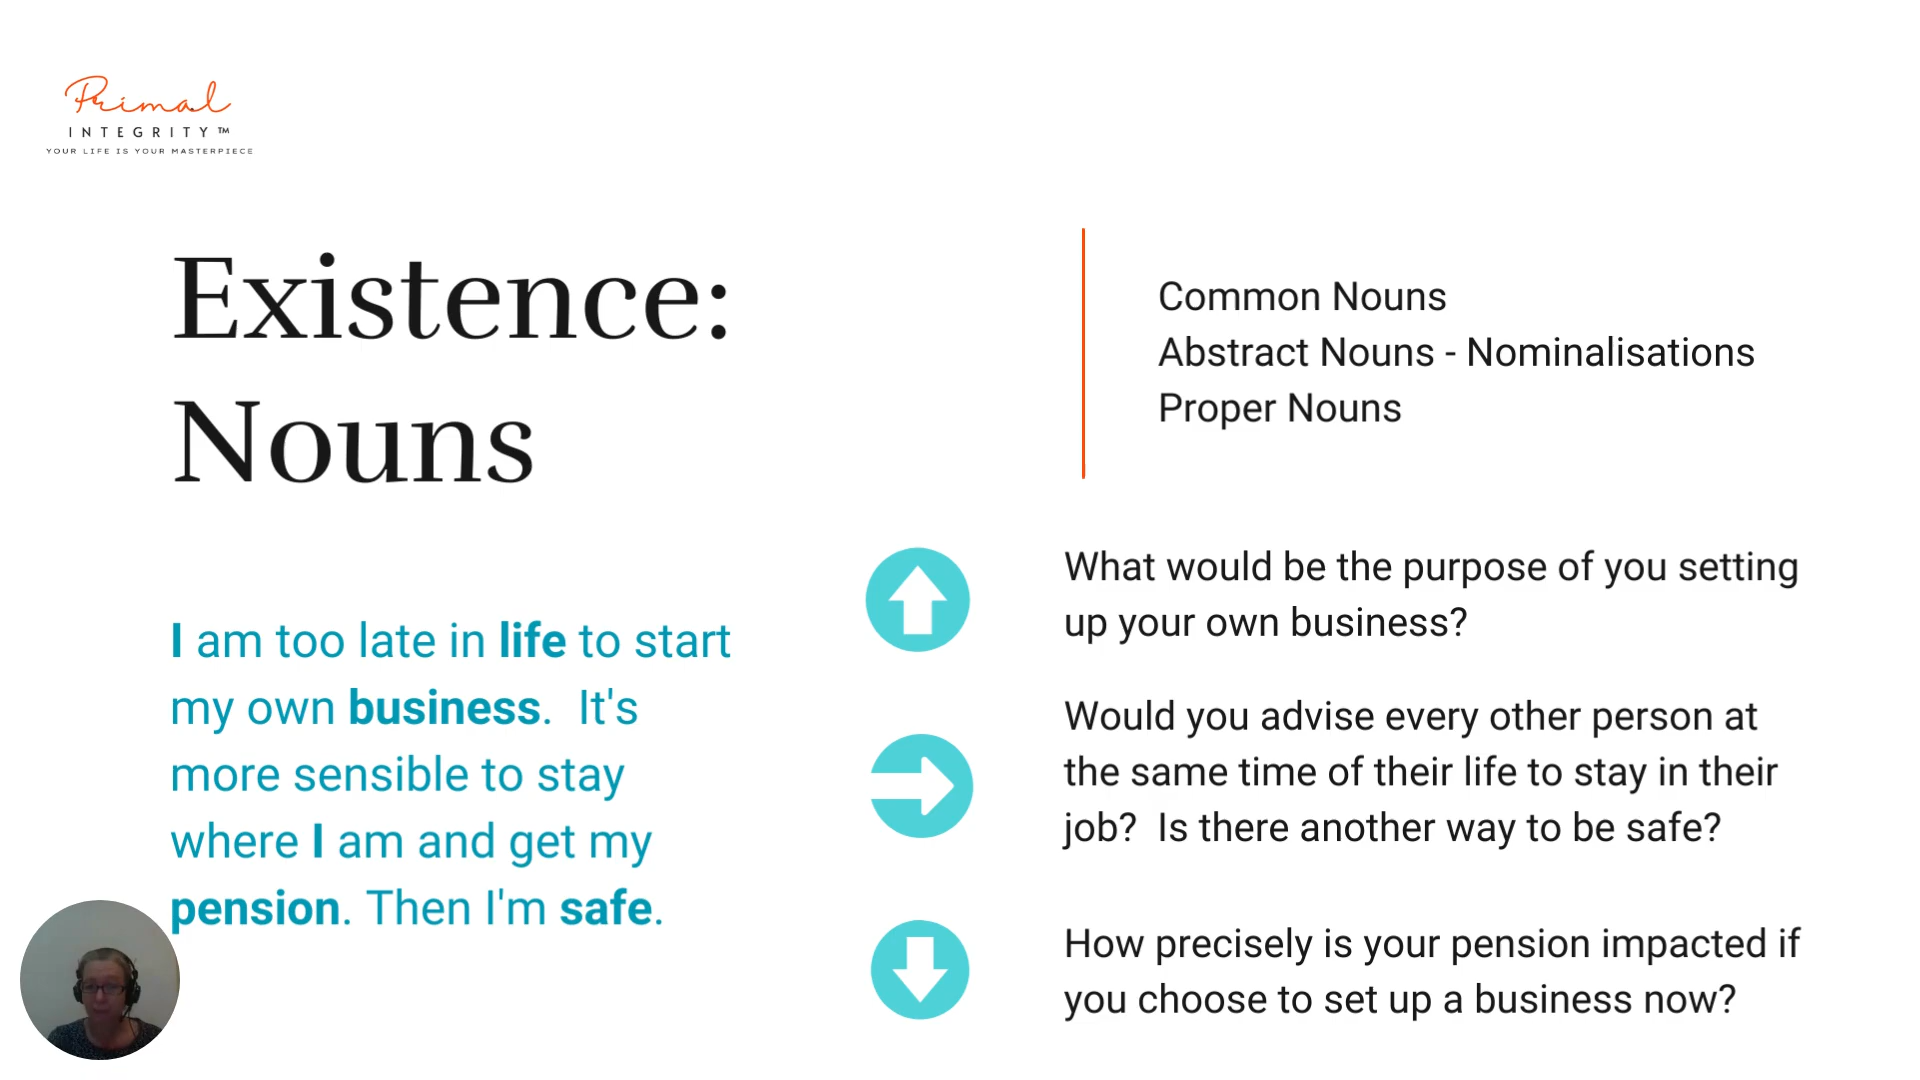 Primal
INTEGRITY™
YOUR LIFE IS YOUR MASTERPIECE
Existence:
Nouns
Common Nouns
Abstract Nouns - Nominalisations
Proper Nouns
I am too late in life to start
my own business.  It's
more sensible to stay
where I am and get my
pension. Then I'm safe.
What would be the purpose of you setting
up your own business?
Would you advise every other person at
the same time of their life to stay in their
job?  Is there another way to be safe?
How precisely is your pension impacted if
you choose to set up a business now?